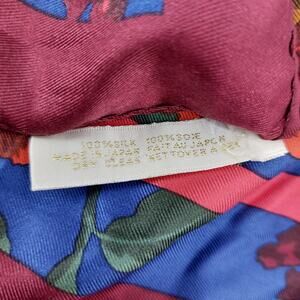 100% SILK 100% SOIE
MADE IN JAPAN FAIT AU JAPON
DRY CLEAN NETTOYER A SEC